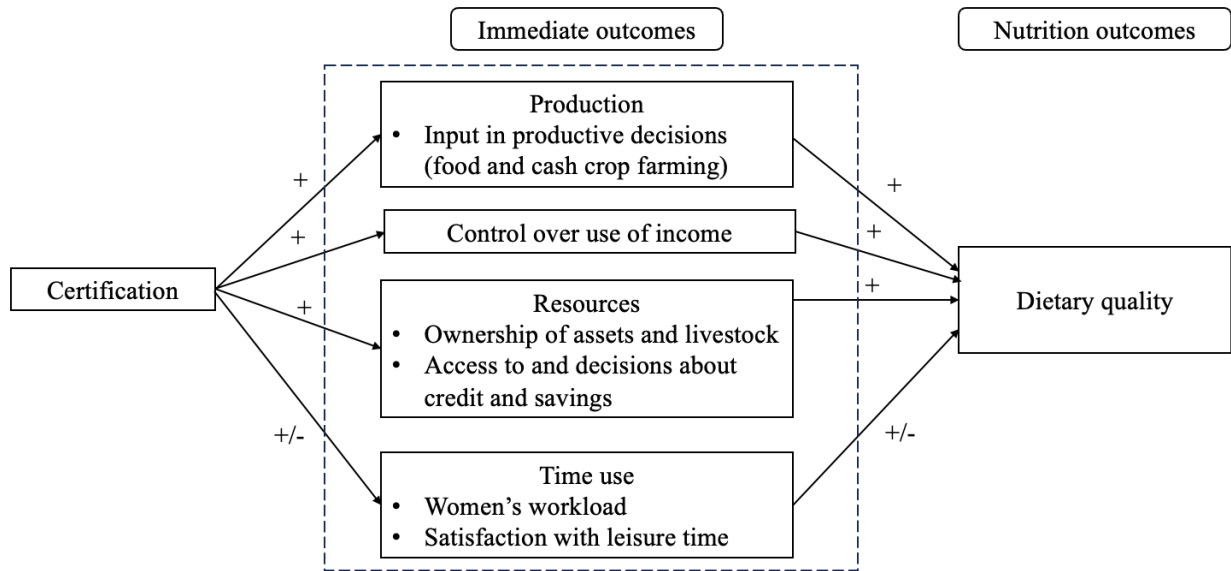 Immediate outcomes
Nutrition outcomes
Production
• Input in productive decisions
(food and cash crop farming)
+
+
+
+
Control over use of income
Certification
+
+
Resources
• Ownership of assets and livestock
• Access to and decisions about
credit and savings
Dietary quality
+/-
+/-
Time use
• Women’s workload
• Satisfaction with leisure time